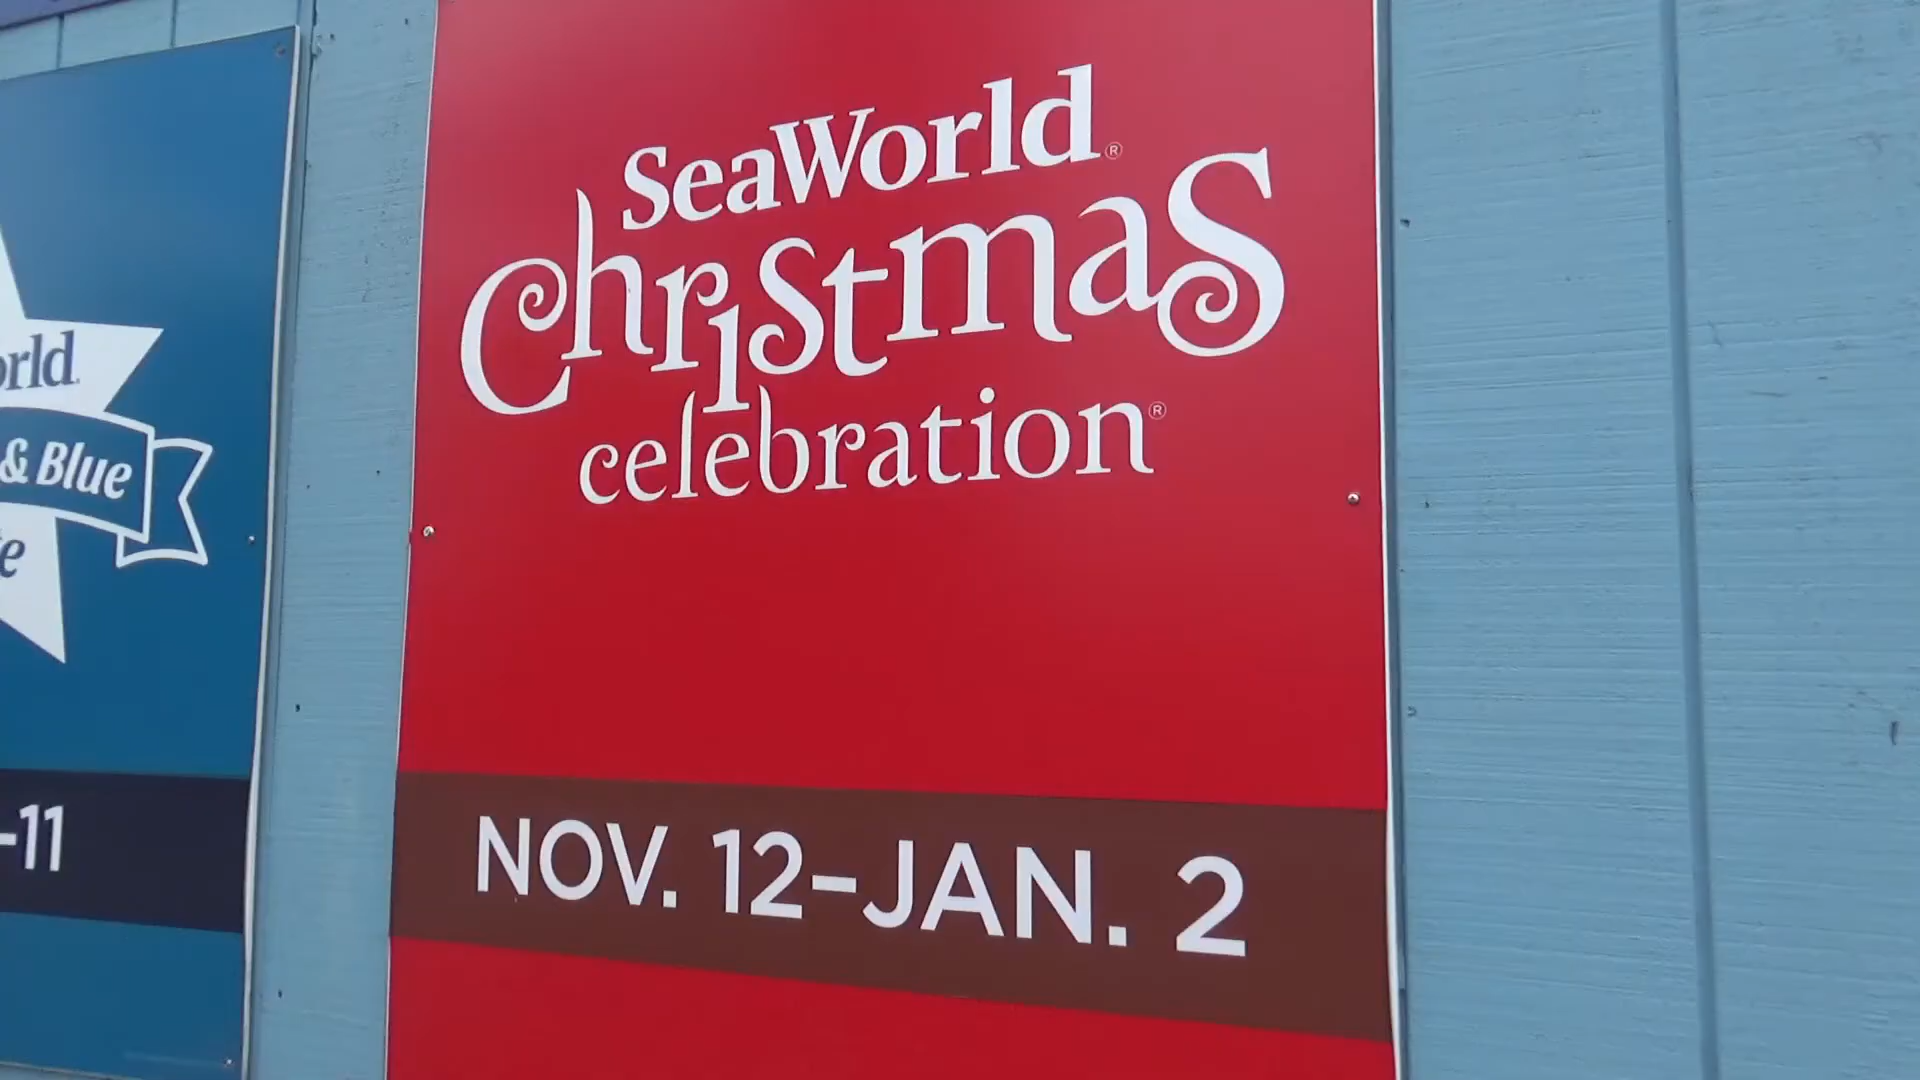 orld
& Blue
-11
SeaWorld®
Christmas
celebration®
NOV. 12-JAN. 2